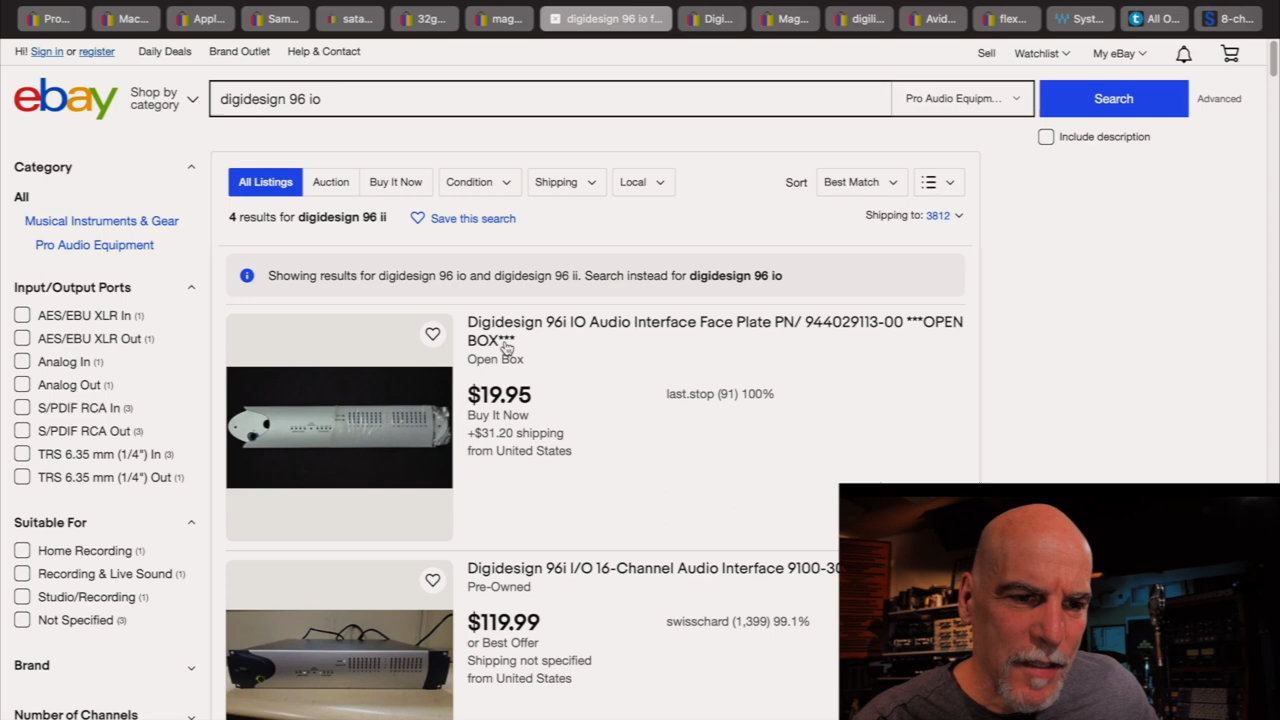 Pro...
Mac...
Appl...
Sam...
sata...
32g...
mag...
digidesign 96 io f...
Digi...
Mag...
digili...
Avid...
flex...
Syst...
All O...
8-ch...
Hi! Sign in or register
Daily Deals
Brand Outlet
Help & Contact
Sell
Watchlist
My eBay
ebay
Shop by
category
digidesign 96 io
Pro Audio Equipm...
Search
Advanced
Include description
Category
All
Musical Instruments & Gear
Pro Audio Equipment
Input/Output Ports
AES/EBU XLR In (1)
AES/EBU XLR Out (1)
Analog In (1)
Analog Out (1)
S/PDIF RCA In (3)
S/PDIF RCA Out (3)
TRS 6.35 mm (1/4") In (3)
TRS 6.35 mm (1/4") Out (1)
Suitable For
Home Recording (1)
Recording & Live Sound (1)
Studio/Recording (1)
Not Specified (3)
Brand
Number of Channels
All Listings
Auction
Buy It Now
Condition
Shipping
Local
Sort
Best Match
4 results for digidesign 96 ii
Save this search
Shipping to: 3812
Showing results for digidesign 96 io and digidesign 96 ii. Search instead for digidesign 96 io
Digidesign 96i IO Audio Interface Face Plate PN/ 944029113-00 ***OPEN
BOX***
Open Box
$19.95
Buy It Now
+$31.20 shipping
from United States
last.stop (91) 100%
Digidesign 96i I/O 16-Channel Audio Interface 9100-30
Pre-Owned
$119.99
or Best Offer
Shipping not specified
from United States
swisschard (1,399) 99.1%